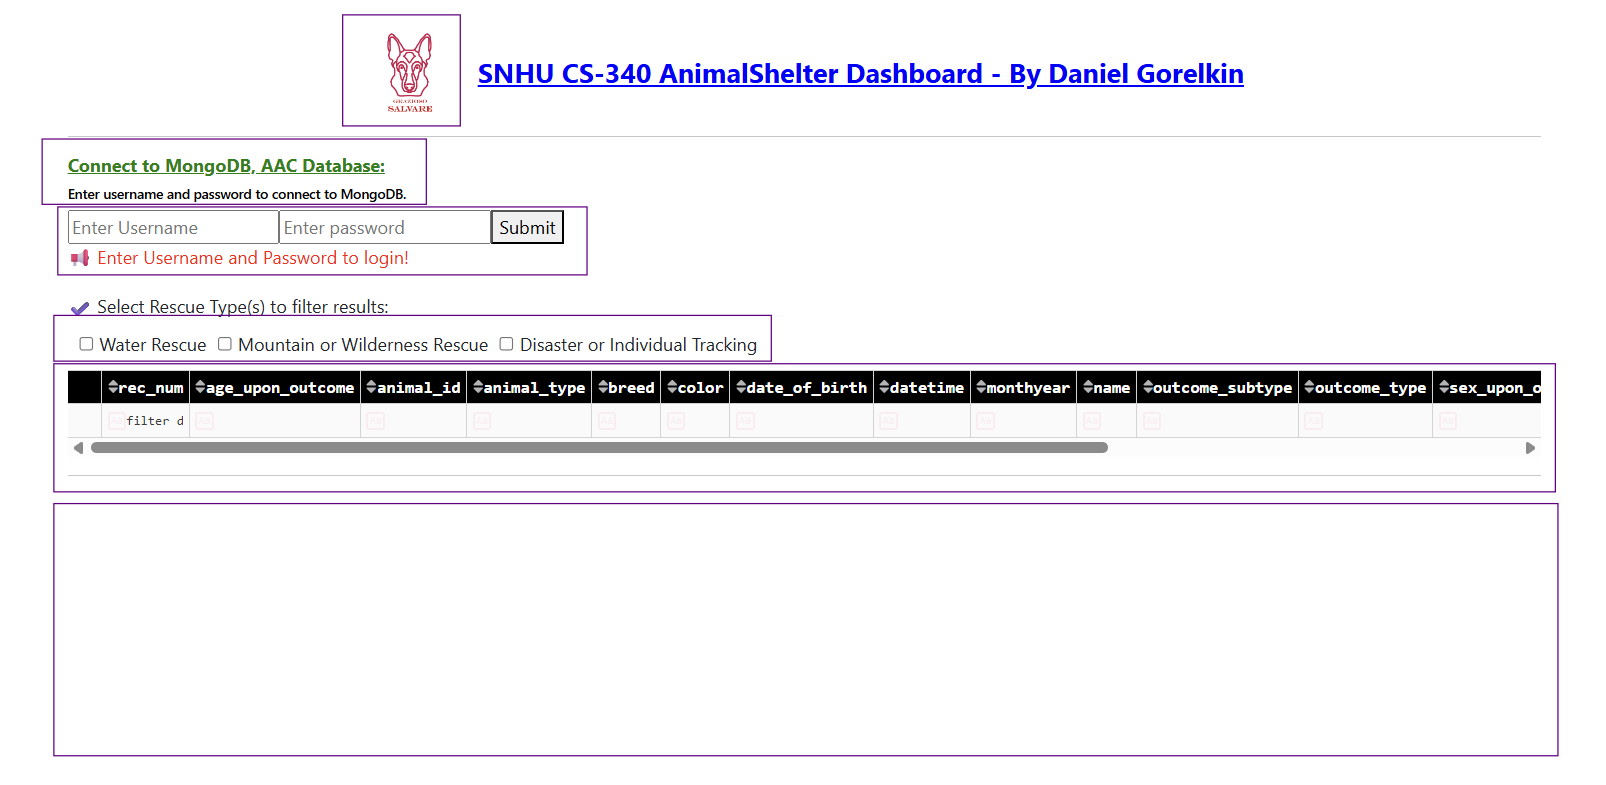 GRAZIOSO
SALVARE
SNHU CS-340 AnimalShelter Dashboard - By Daniel Gorelkin
Connect to MongoDB, AAC Database:
Enter username and password to connect to MongoDB.
Enter Username Enter password Submit
Enter Username and Password to login!
Select Rescue Type(s) to filter results:
Water Rescue Mountain or Wilderness Rescue Disaster or Individual Tracking
rec_num age_upon_outcome animal_id animal_type breed color date_of_birth datetime monthyear name outcome_subtype outcome_type sex_upon_o
Aa filter d Aa Aa Aa Aa Aa Aa Aa Aa Aa Aa Aa Aa